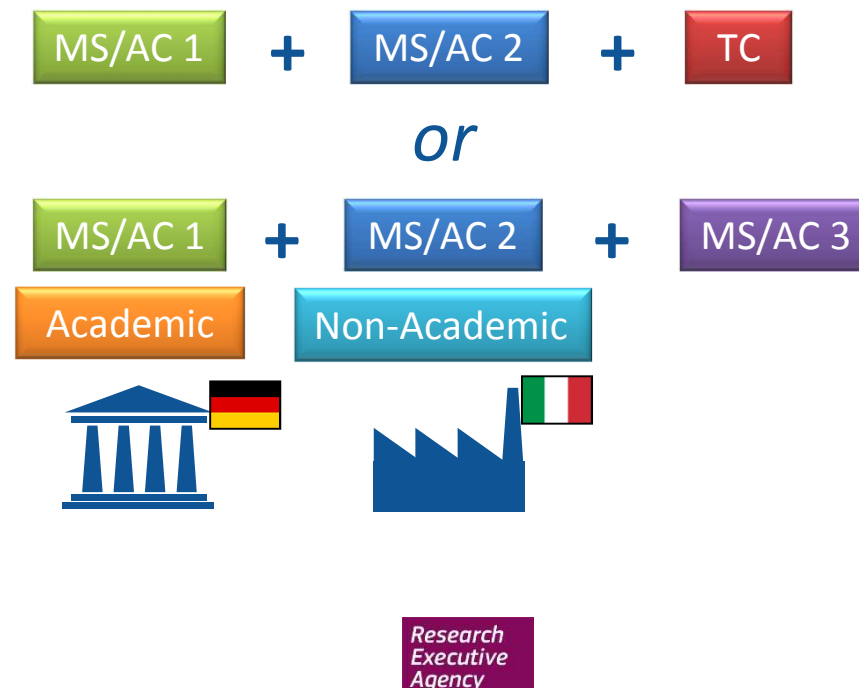 MS/AC 1 + MS/AC 2 + TC
or
MS/AC 1 + MS/AC 2 + MS/AC 3
Academic Non-Academic
Research
Executive
Agency